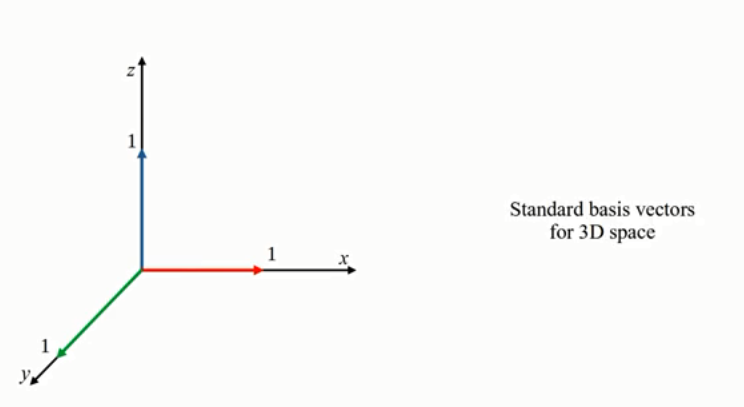 z
1
1
x
Standard basis vectors
for 3D space
1
y